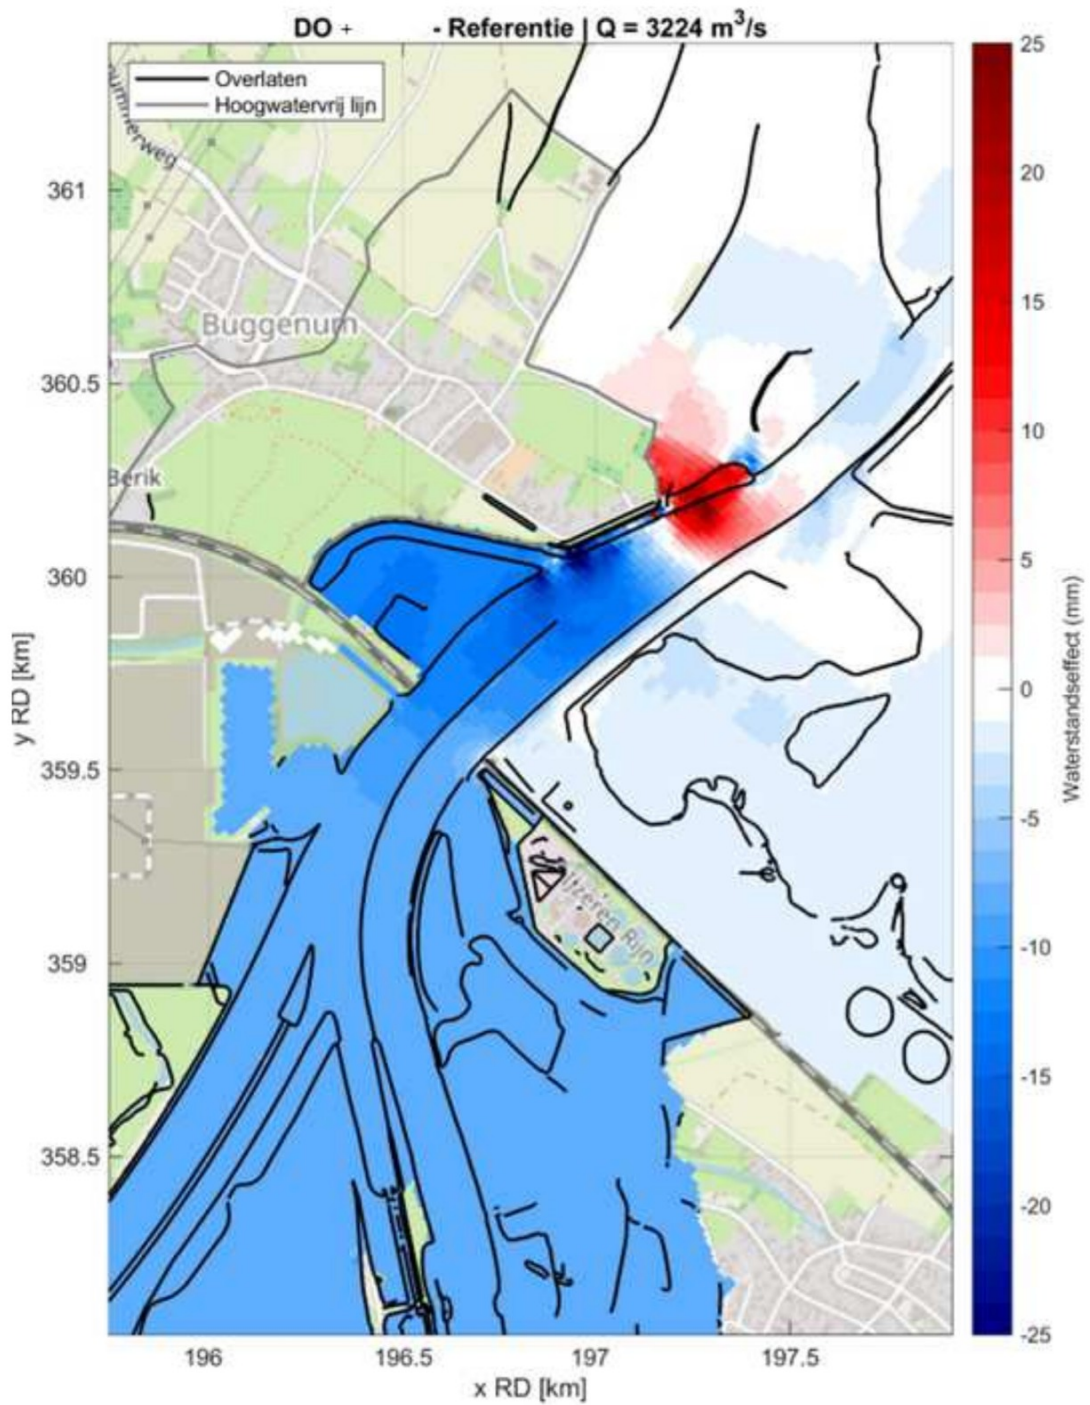 DO + - Referentie | Q = 3224 m³/s
Overlaten
Hoogwatervrij lijn
Buggenum
Berik
IJzeren Rijn
361
360.5
360
359.5
359
358.5
y RD [km]
196
196.5
197
197.5
x RD [km]
25
20
15
10
5
0
-5
-10
-15
-20
-25
Waterstandseffect (mm)